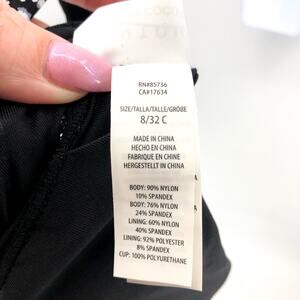 RN#85736
CA#17634
SIZE/TALLA/TALLE/GRÖßE
8/32 C
MADE IN CHINA
HECHO EN CHINA
FABRIQUE EN CHINE
HERGESTELLT IN CHINA
BODY: 90% NYLON
10% SPANDEX
BODY: 76% NYLON
24% SPANDEX
LINING: 60% NYLON
40% SPANDEX
LINING: 92% POLYESTER
8% SPANDEX
CUP: 100% POLYURETHANE